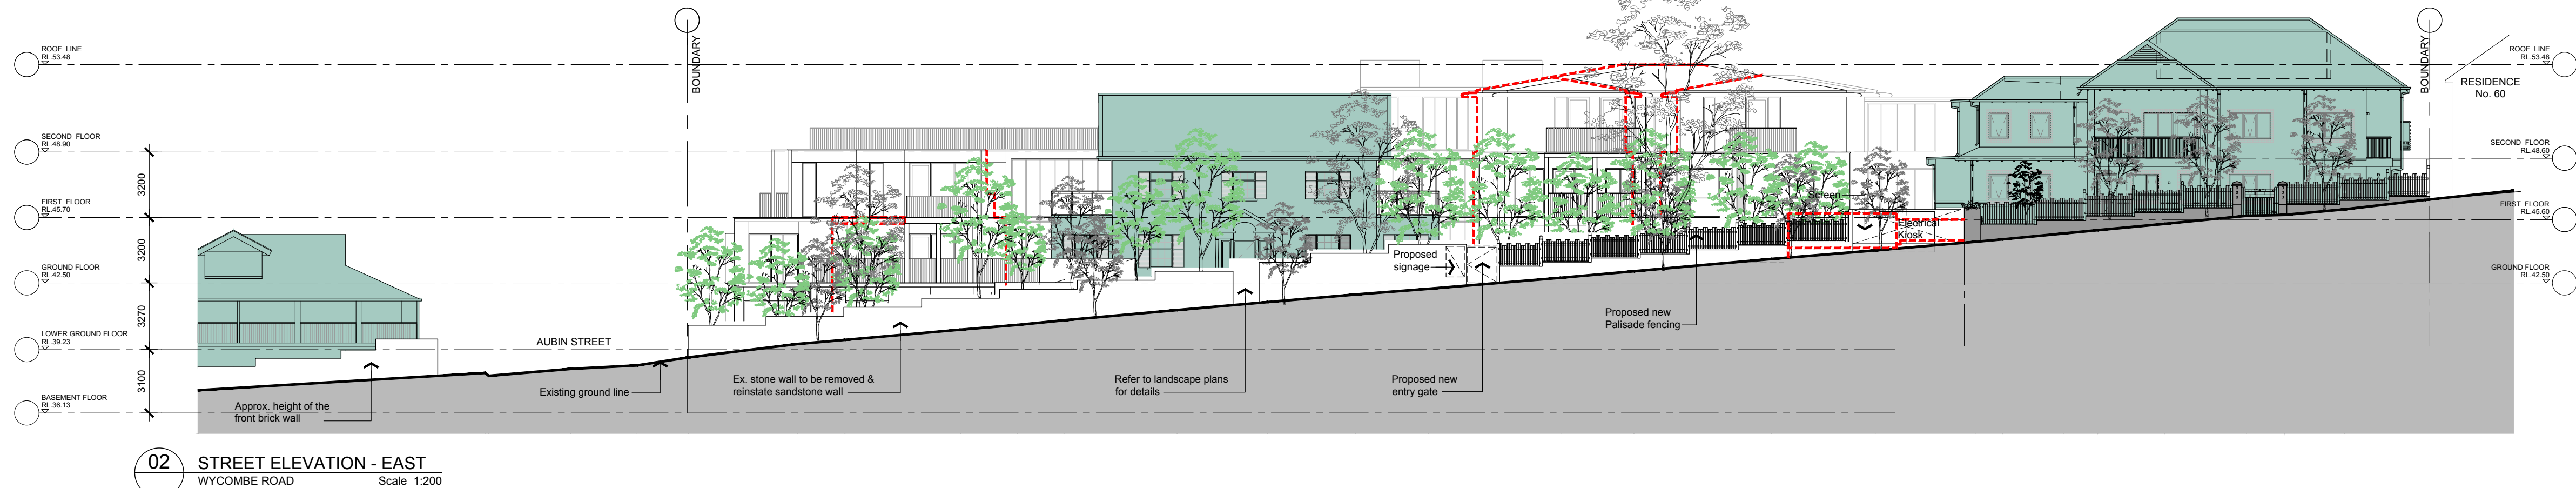 ROOF LINE
RL.53.48
SECOND FLOOR
RL.48.90
3200
FIRST FLOOR
RL.45.70
3200
GROUND FLOOR
RL.42.50
3270
LOWER GROUND FLOOR
RL.39.23
3100
BASEMENT FLOOR
RL.36.13
BOUNDARY
AUBIN STREET
Approx. height of the
front brick wall
Existing ground line
Ex. stone wall to be removed &
reinstate sandstone wall
Refer to landscape plans
for details
Proposed
signage
Proposed new
entry gate
Proposed new
Palisade fencing
Screen
Electrical
Kiosk
BOUNDARY
RESIDENCE
No. 60
ROOF LINE
RL.53.48
SECOND FLOOR
RL.48.60
FIRST FLOOR
RL.45.60
GROUND FLOOR
RL.42.50
02
STREET ELEVATION - EAST
WYCOMBE ROAD Scale 1:200